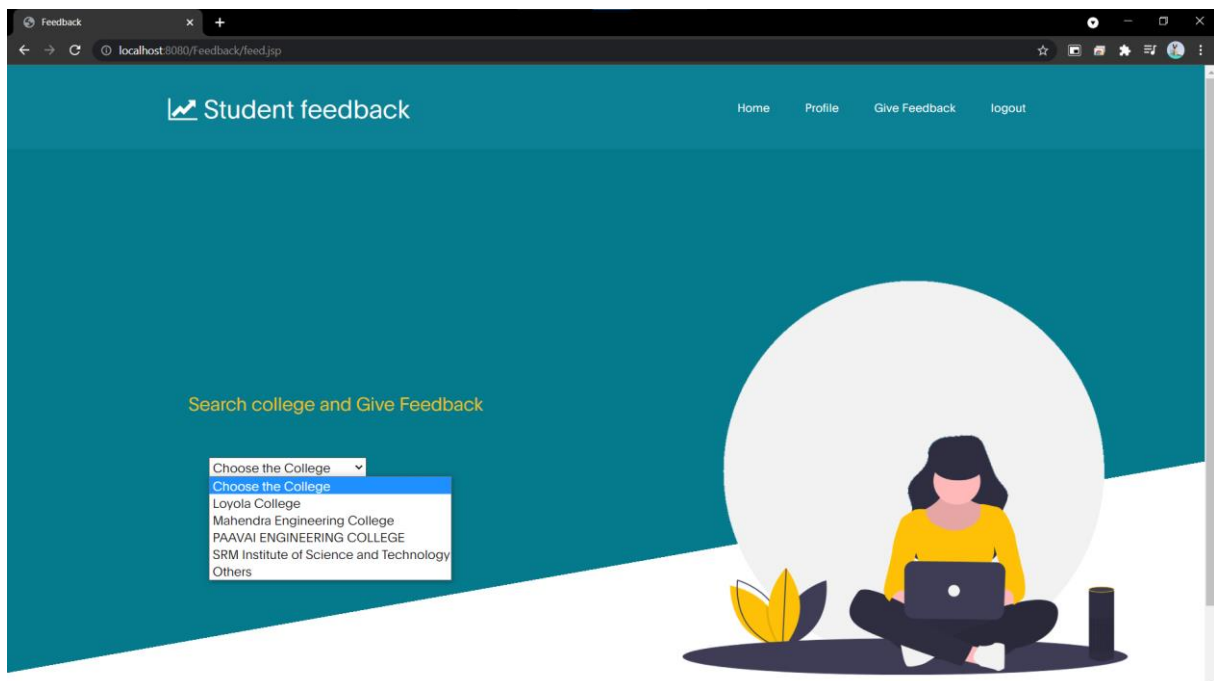 Feedback
localhost:8080/Feedback/feed.jsp
Student feedback
Home Profile Give Feedback logout
Search college and Give Feedback
Choose the College
Choose the College
Loyola College
Mahendra Engineering College
PAAVAI ENGINEERING COLLEGE
SRM Institute of Science and Technology
Others